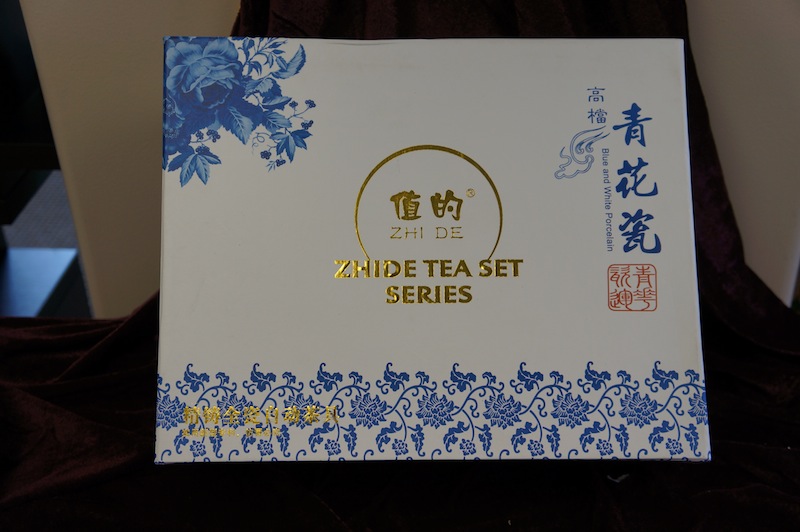 值的®
ZHI DE
ZHIDE TEA SET
SERIES
高檔
青花瓷
Blue and White Porcelain